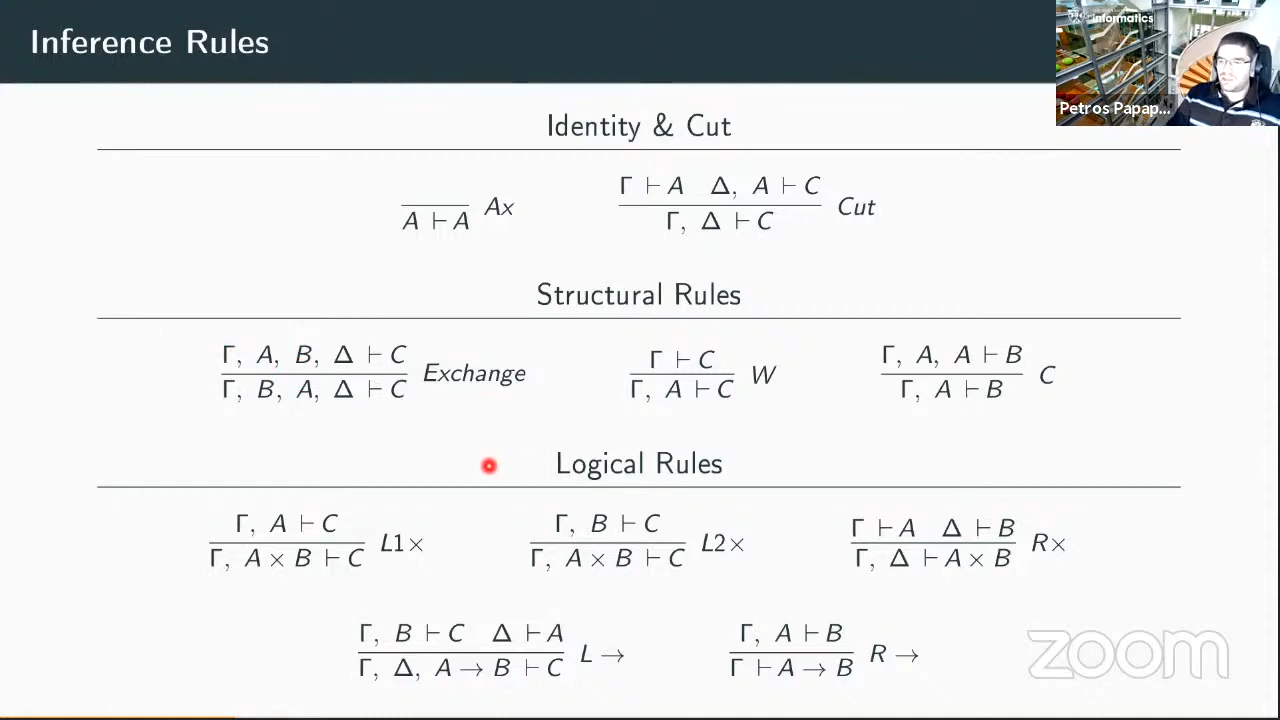 Inference Rules
informatics
Petros Papap...
Identity & Cut
A ⊢ A Ax
Γ ⊢ A Δ, A ⊢ C
Γ, Δ ⊢ C Cut
Structural Rules
Γ, A, B, Δ ⊢ C
Γ, B, A, Δ ⊢ C Exchange
Γ ⊢ C
Γ, A ⊢ C W
Γ, A, A ⊢ B
Γ, A ⊢ B C
Logical Rules
Γ, A ⊢ C
Γ, A × B ⊢ C L1×
Γ, B ⊢ C
Γ, A × B ⊢ C L2×
Γ ⊢ A Δ ⊢ B
Γ, Δ ⊢ A × B R×
Γ, B ⊢ C Δ ⊢ A
Γ, Δ, A → B ⊢ C L →
Γ, A ⊢ B
Γ ⊢ A → B R →
zoom